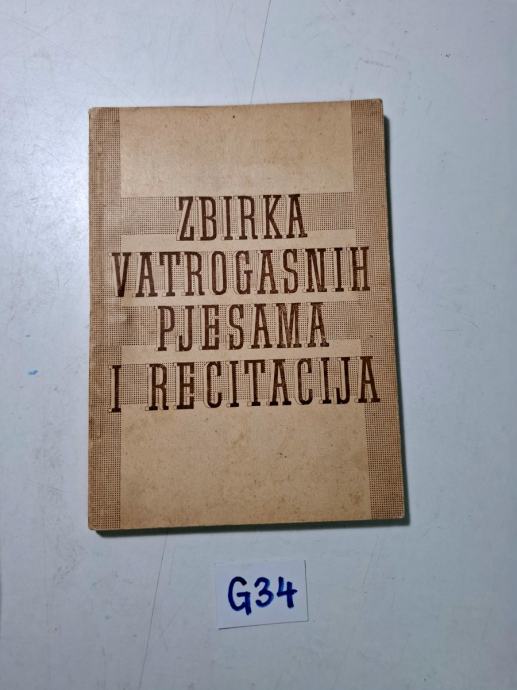 ZBIRKA
VATROGASNIH
PJESAMA
I RECITACIJA
G34